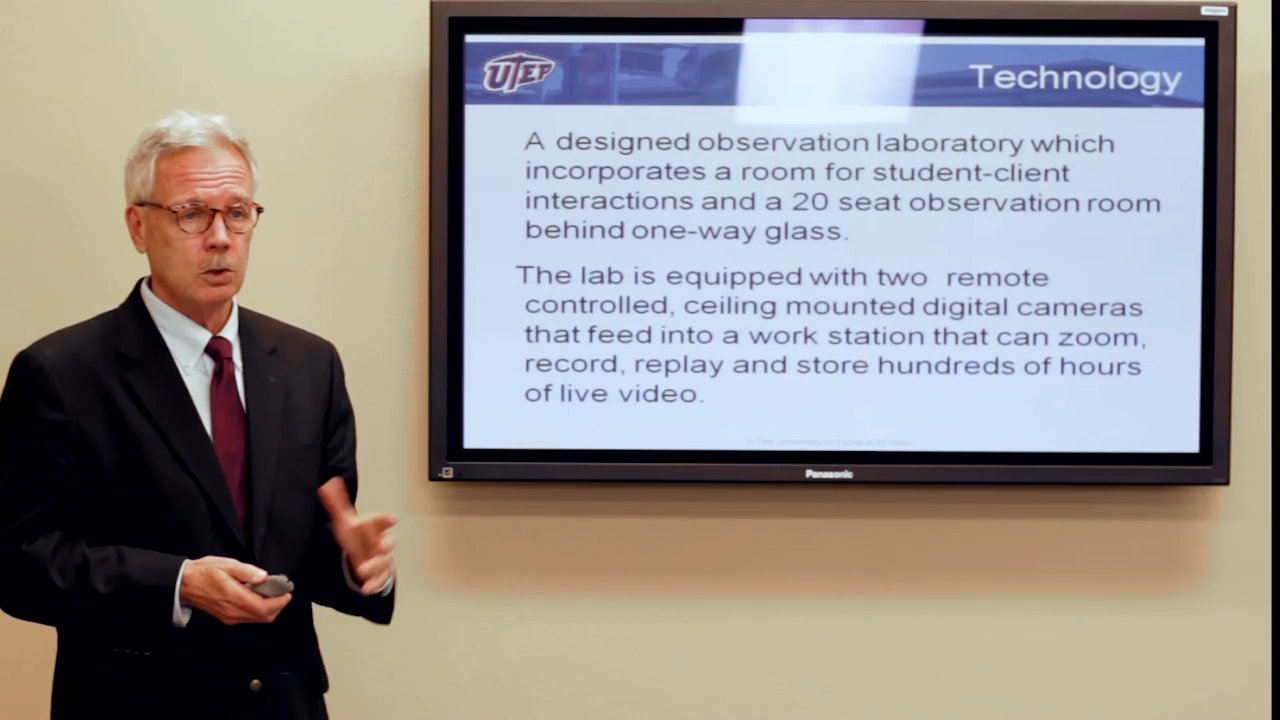 UTEP
Technology
A designed observation laboratory which
incorporates a room for student-client
interactions and a 20 seat observation room
behind one-way glass.
The lab is equipped with two remote
controlled, ceiling mounted digital cameras
that feed into a work station that can zoom,
record, replay and store hundreds of hours
of live video.
Panasonic